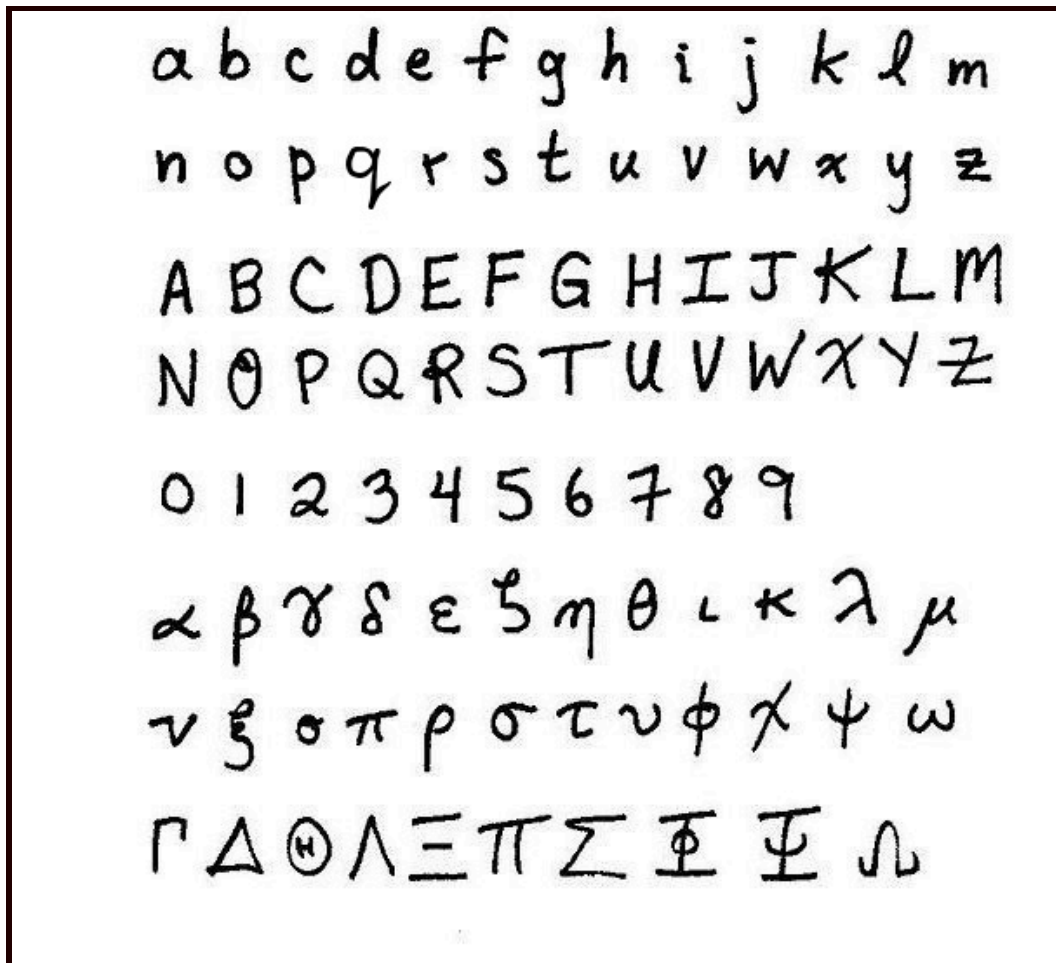 a b c d e f g h i j k l m
n o p q r s t u v w x y z
A B C D E F G H I J K L M
N O P Q R S T U V W X Y Z
0 1 2 3 4 5 6 7 8 9
α β γ δ ε ζ η θ ι κ λ μ
ν ξ ο π ρ σ τ υ φ χ ψ ω
Γ Δ Θ Λ Ξ Π Σ Φ Ψ Ω